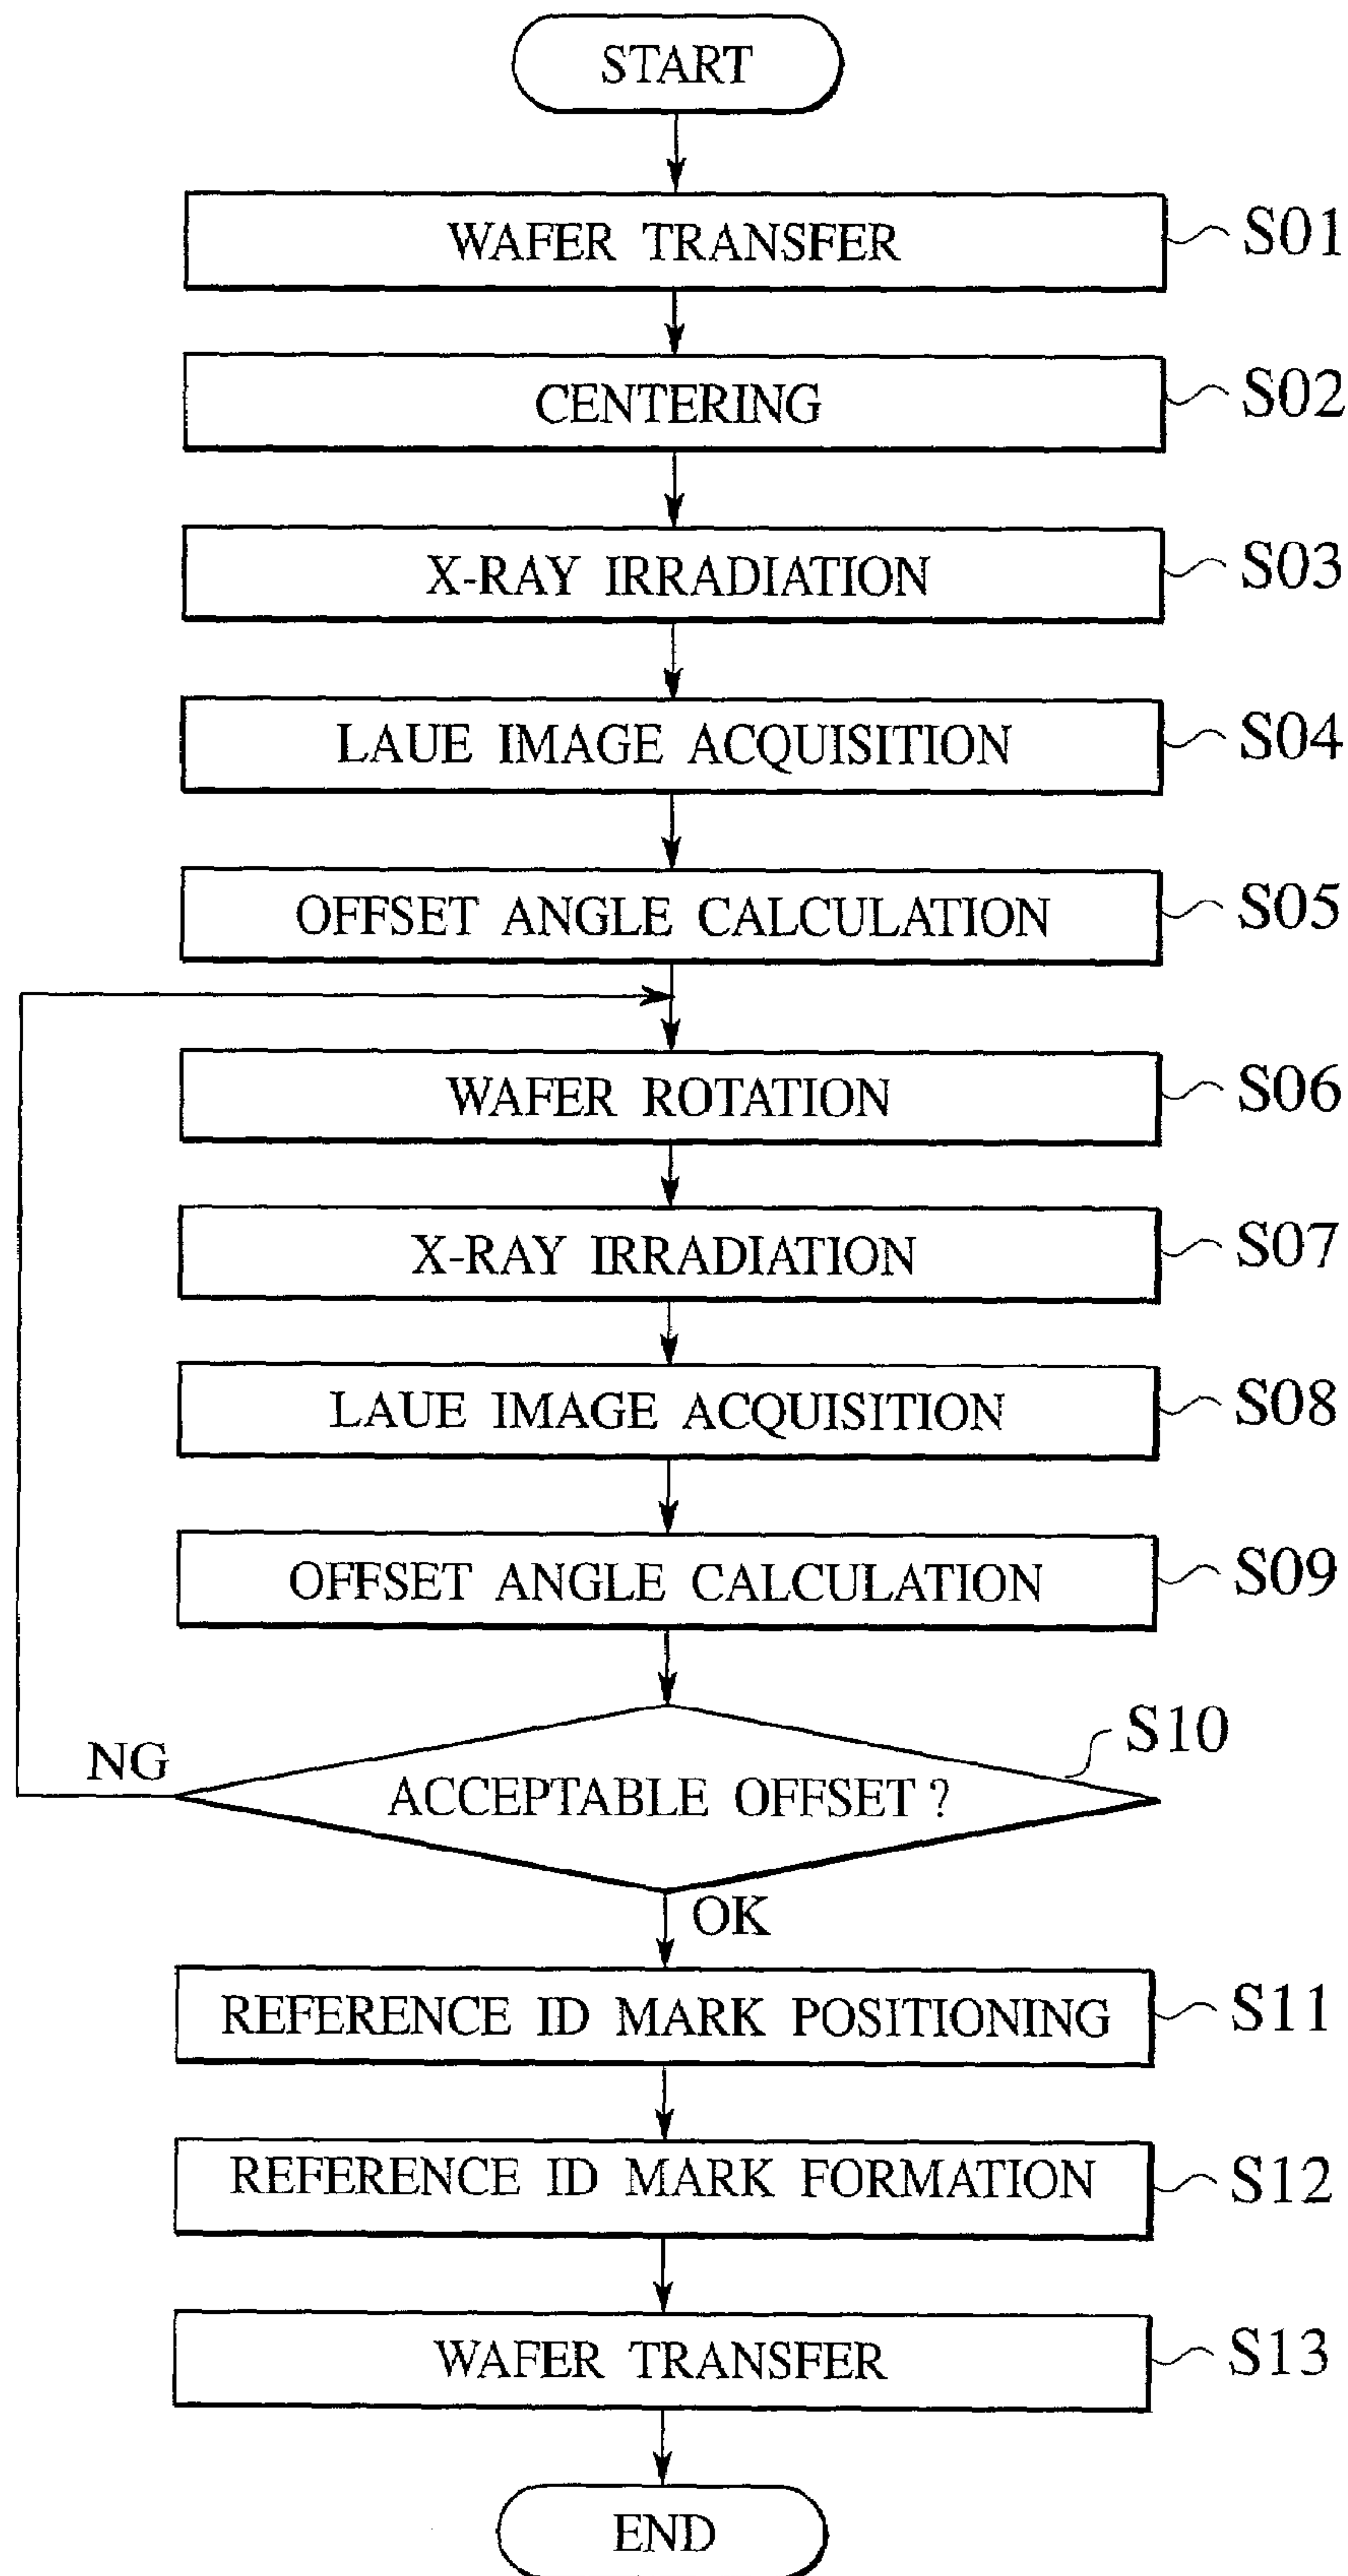 START
WAFER TRANSFER
S01
CENTERING
S02
X-RAY IRRADIATION
S03
LAUE IMAGE ACQUISITION
S04
OFFSET ANGLE CALCULATION
S05
WAFER ROTATION
S06
X-RAY IRRADIATION
S07
LAUE IMAGE ACQUISITION
S08
OFFSET ANGLE CALCULATION
S09
S10
NG
ACCEPTABLE OFFSET ?
OK
REFERENCE ID MARK POSITIONING
S11
REFERENCE ID MARK FORMATION
S12
WAFER TRANSFER
S13
END